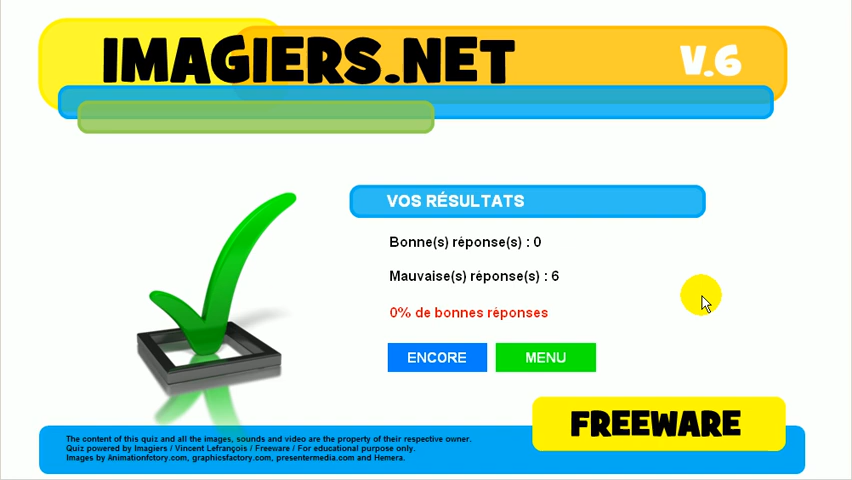 IMAGIERS.NET
V.6
VOS RÉSULTATS
Bonne(s) réponse(s) : 0
Mauvaise(s) réponse(s) : 6
0% de bonnes réponses
ENCORE
MENU
FREEWARE
The content of this quiz and all the images, sounds and video are the property of their respective owner.
Quiz powered by Imagiers / Vincent Lefrançois / Freeware / For educational purpose only.
Images by Animationfctory.com, graphicsfactory.com, presentermedia.com and Hemera.